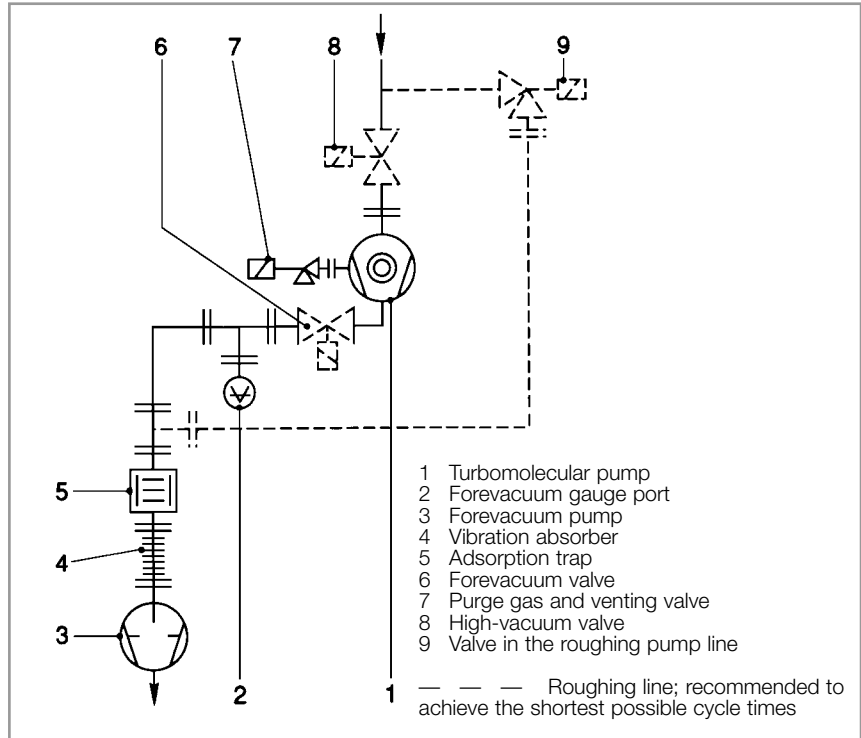 6 7 8 9
5
4
3
2 1
1 Turbomolecular pump
2 Forevacuum gauge port
3 Forevacuum pump
4 Vibration absorber
5 Adsorption trap
6 Forevacuum valve
7 Purge gas and venting valve
8 High-vacuum valve
9 Valve in the roughing pump line
— — — Roughing line; recommended to
achieve the shortest possible cycle times